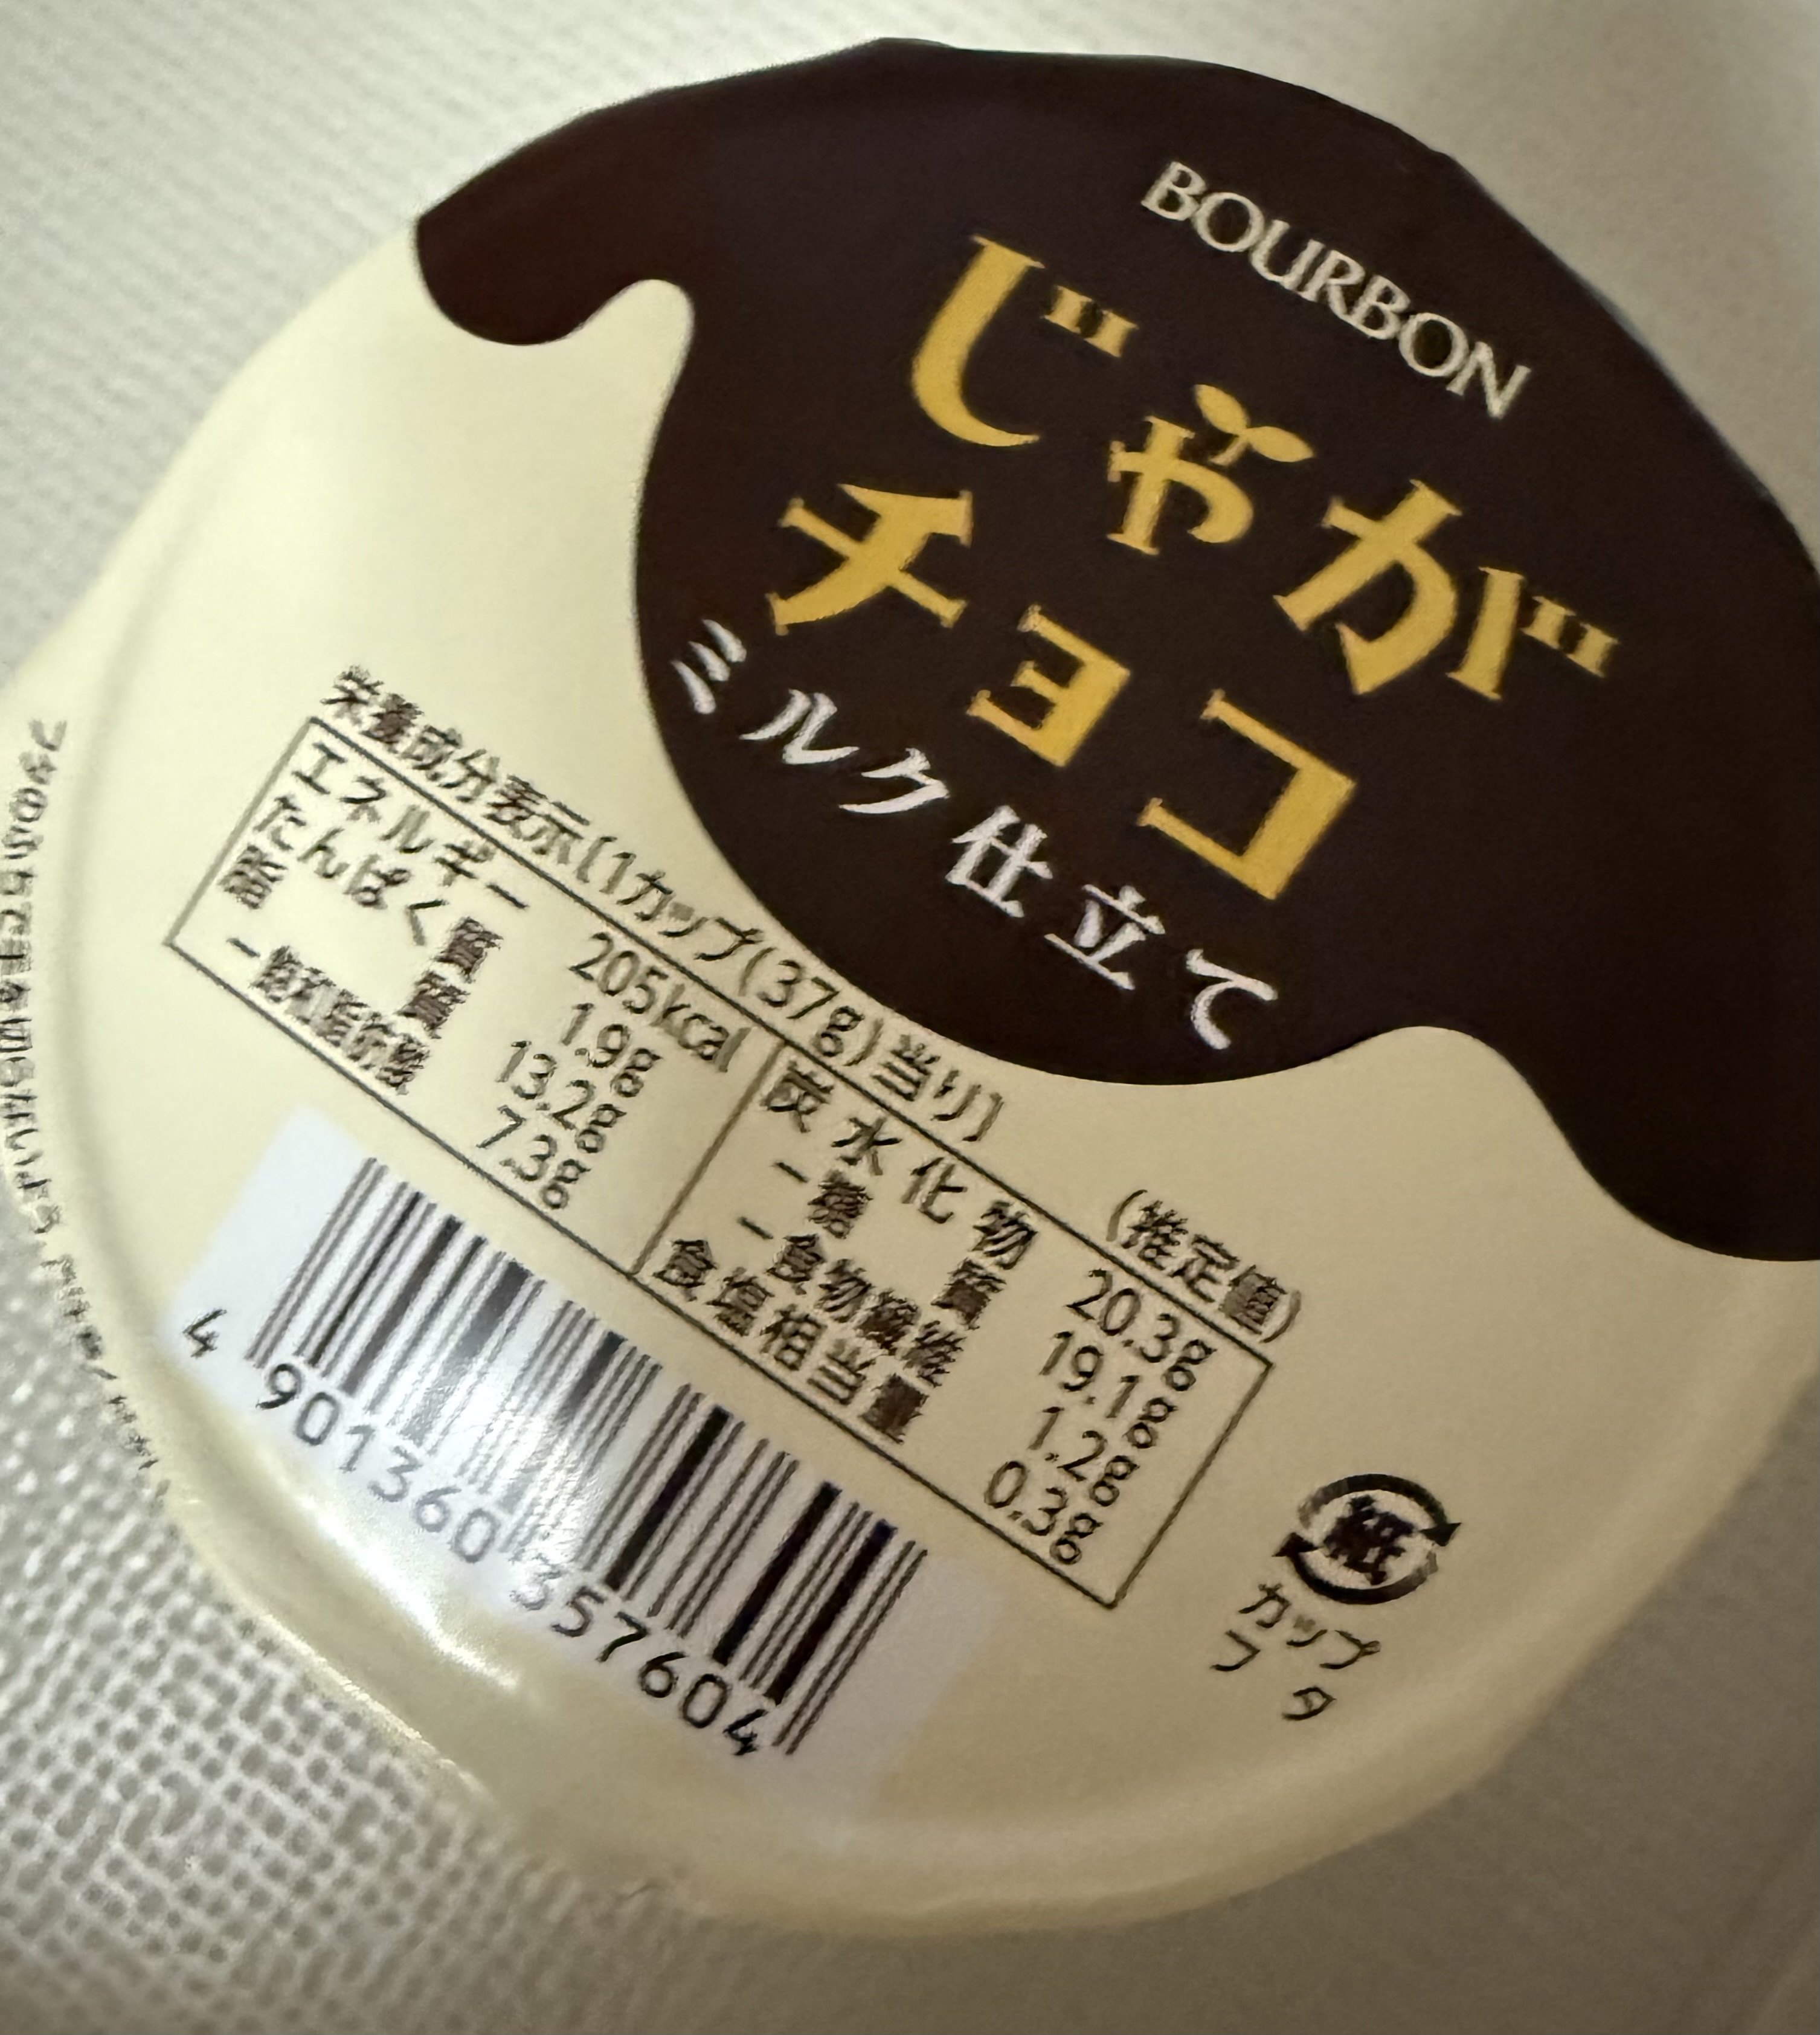 BOURBON
じゃが
チョコ
ミルク仕立て
栄養成分表示〔1カップ(37g)当り〕
(推定値)
エネルギー 205kcal
たんぱく質 1.9g
脂質 13.2g
-飽和脂肪酸 7.3g
炭水化物 20.3g
-糖質 19.1g
-食物繊維 1.2g
食塩相当量 0.3g
4 901360 357604
紙
カップ
フタ